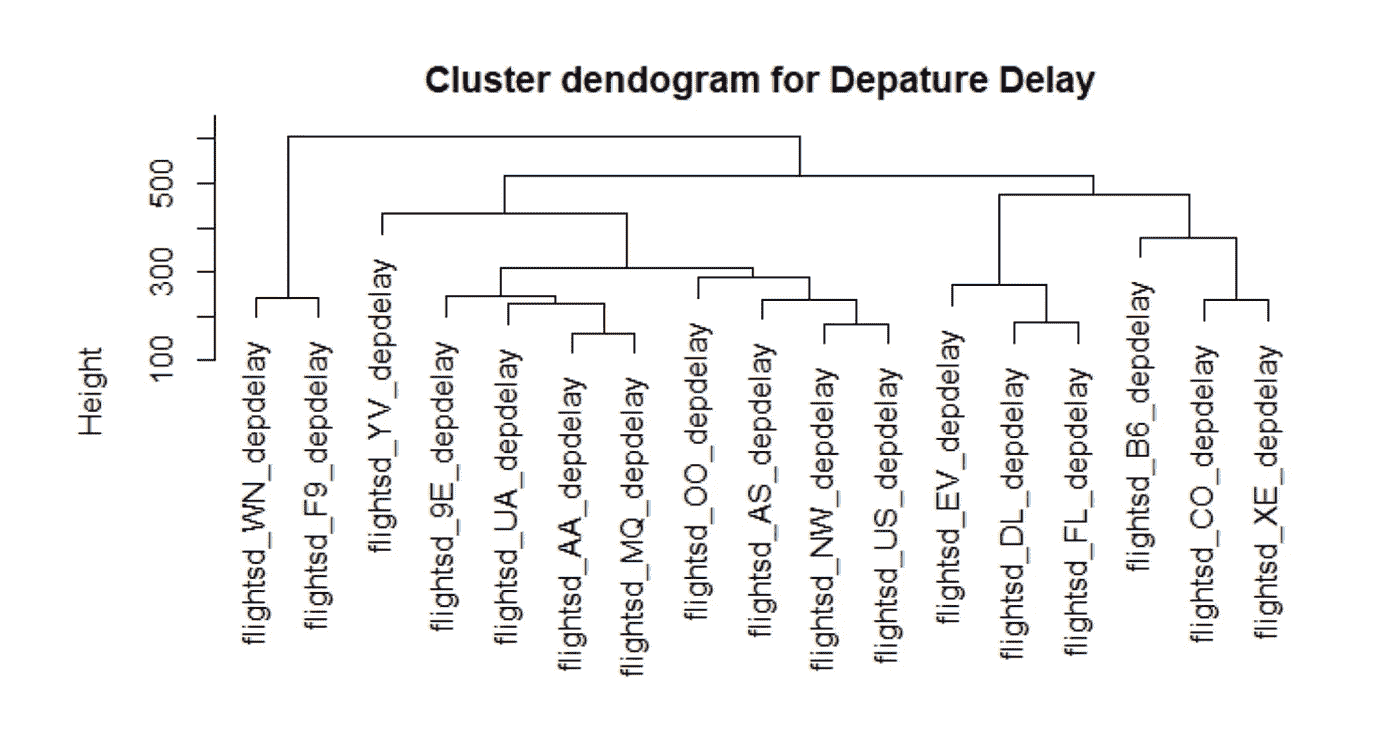 Cluster dendogram for Depature Delay
Height
100
300
500
flightsd_WN_depdelay
flightsd_F9_depdelay
flightsd_YV_depdelay
flightsd_9E_depdelay
flightsd_UA_depdelay
flightsd_AA_depdelay
flightsd_MQ_depdelay
flightsd_OO_depdelay
flightsd_AS_depdelay
flightsd_NW_depdelay
flightsd_US_depdelay
flightsd_EV_depdelay
flightsd_DL_depdelay
flightsd_FL_depdelay
flightsd_B6_depdelay
flightsd_CO_depdelay
flightsd_XE_depdelay